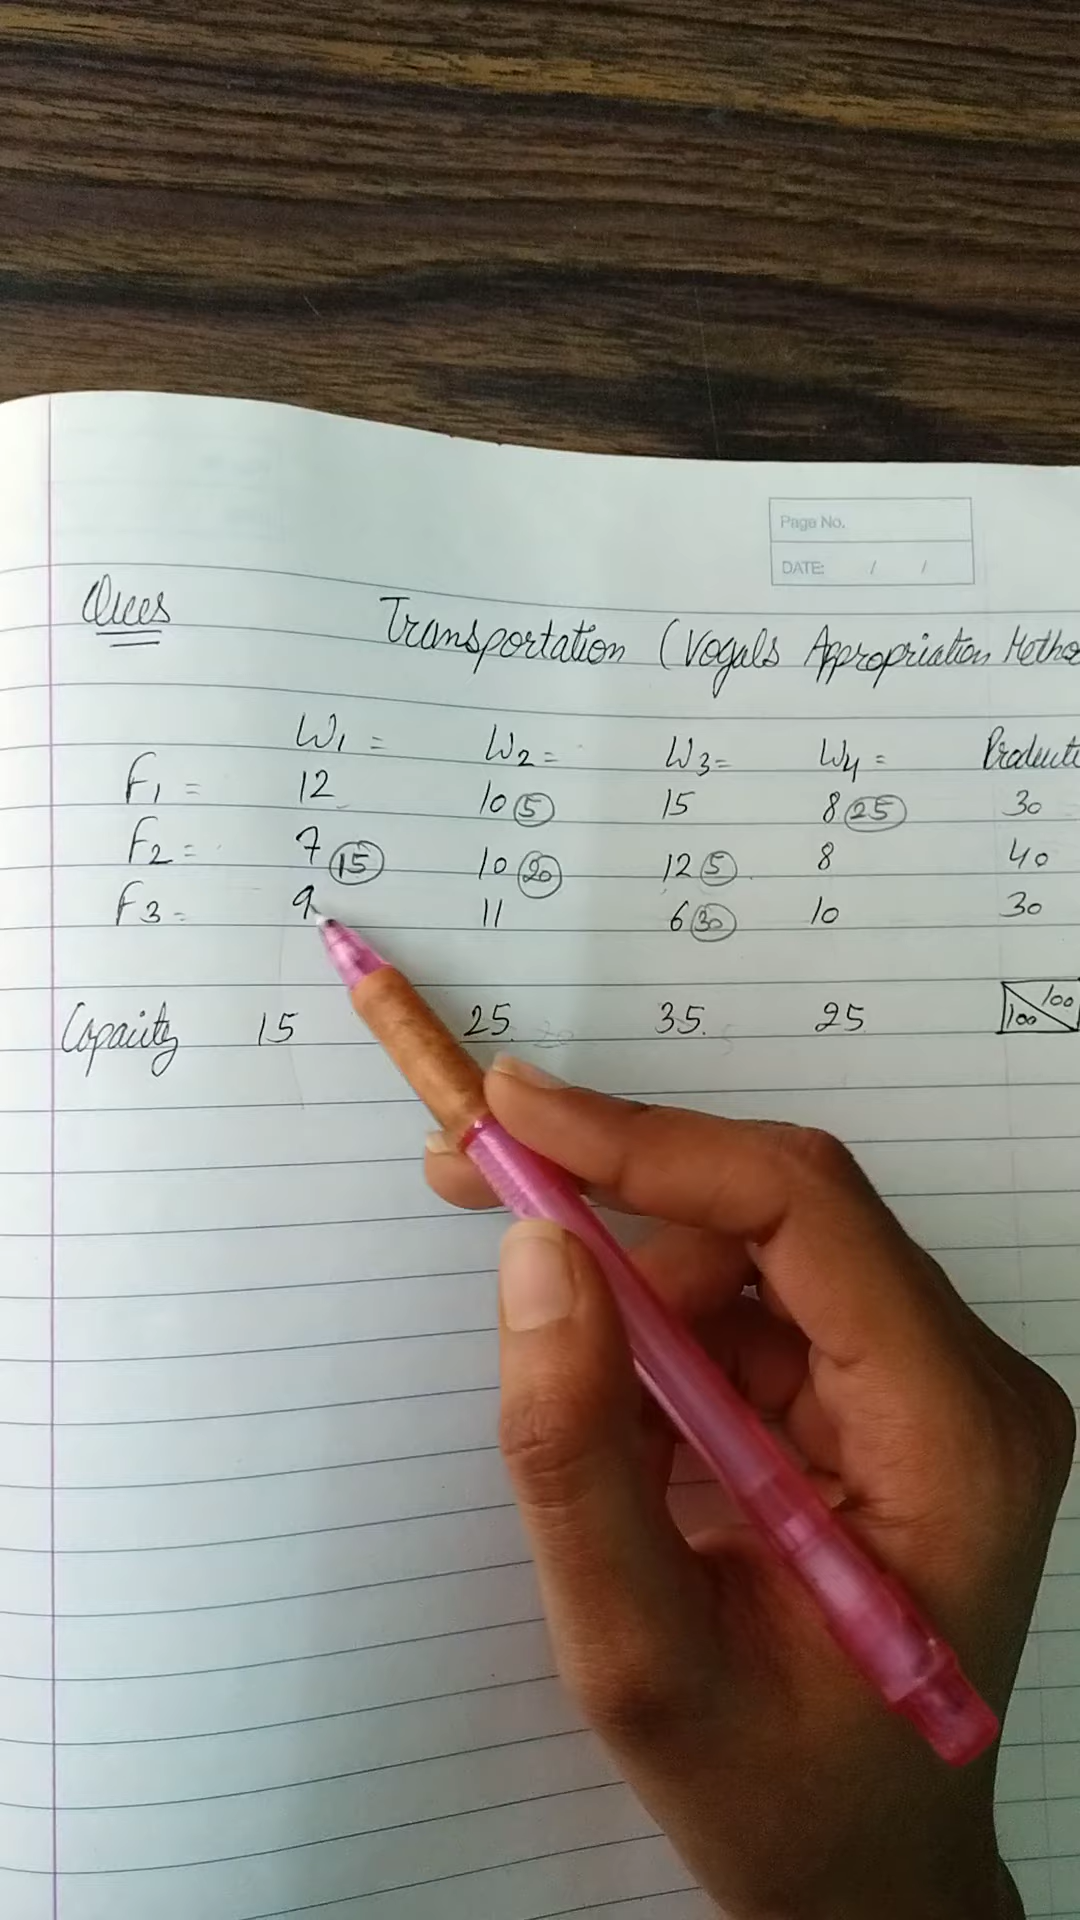 Page No.
DATE: / /
Ques Transportation (Vogals Appropriation Metho
W1 = W2 = W3 = W4 = Producti
F1 = 12 10 (5) 15 8 (25) 30
F2 = 7 (15) 10 (20) 12 (5) 8 40
F3 = 9 11 6 (30) 10 30
Capacity 15 25 35 25 100 100